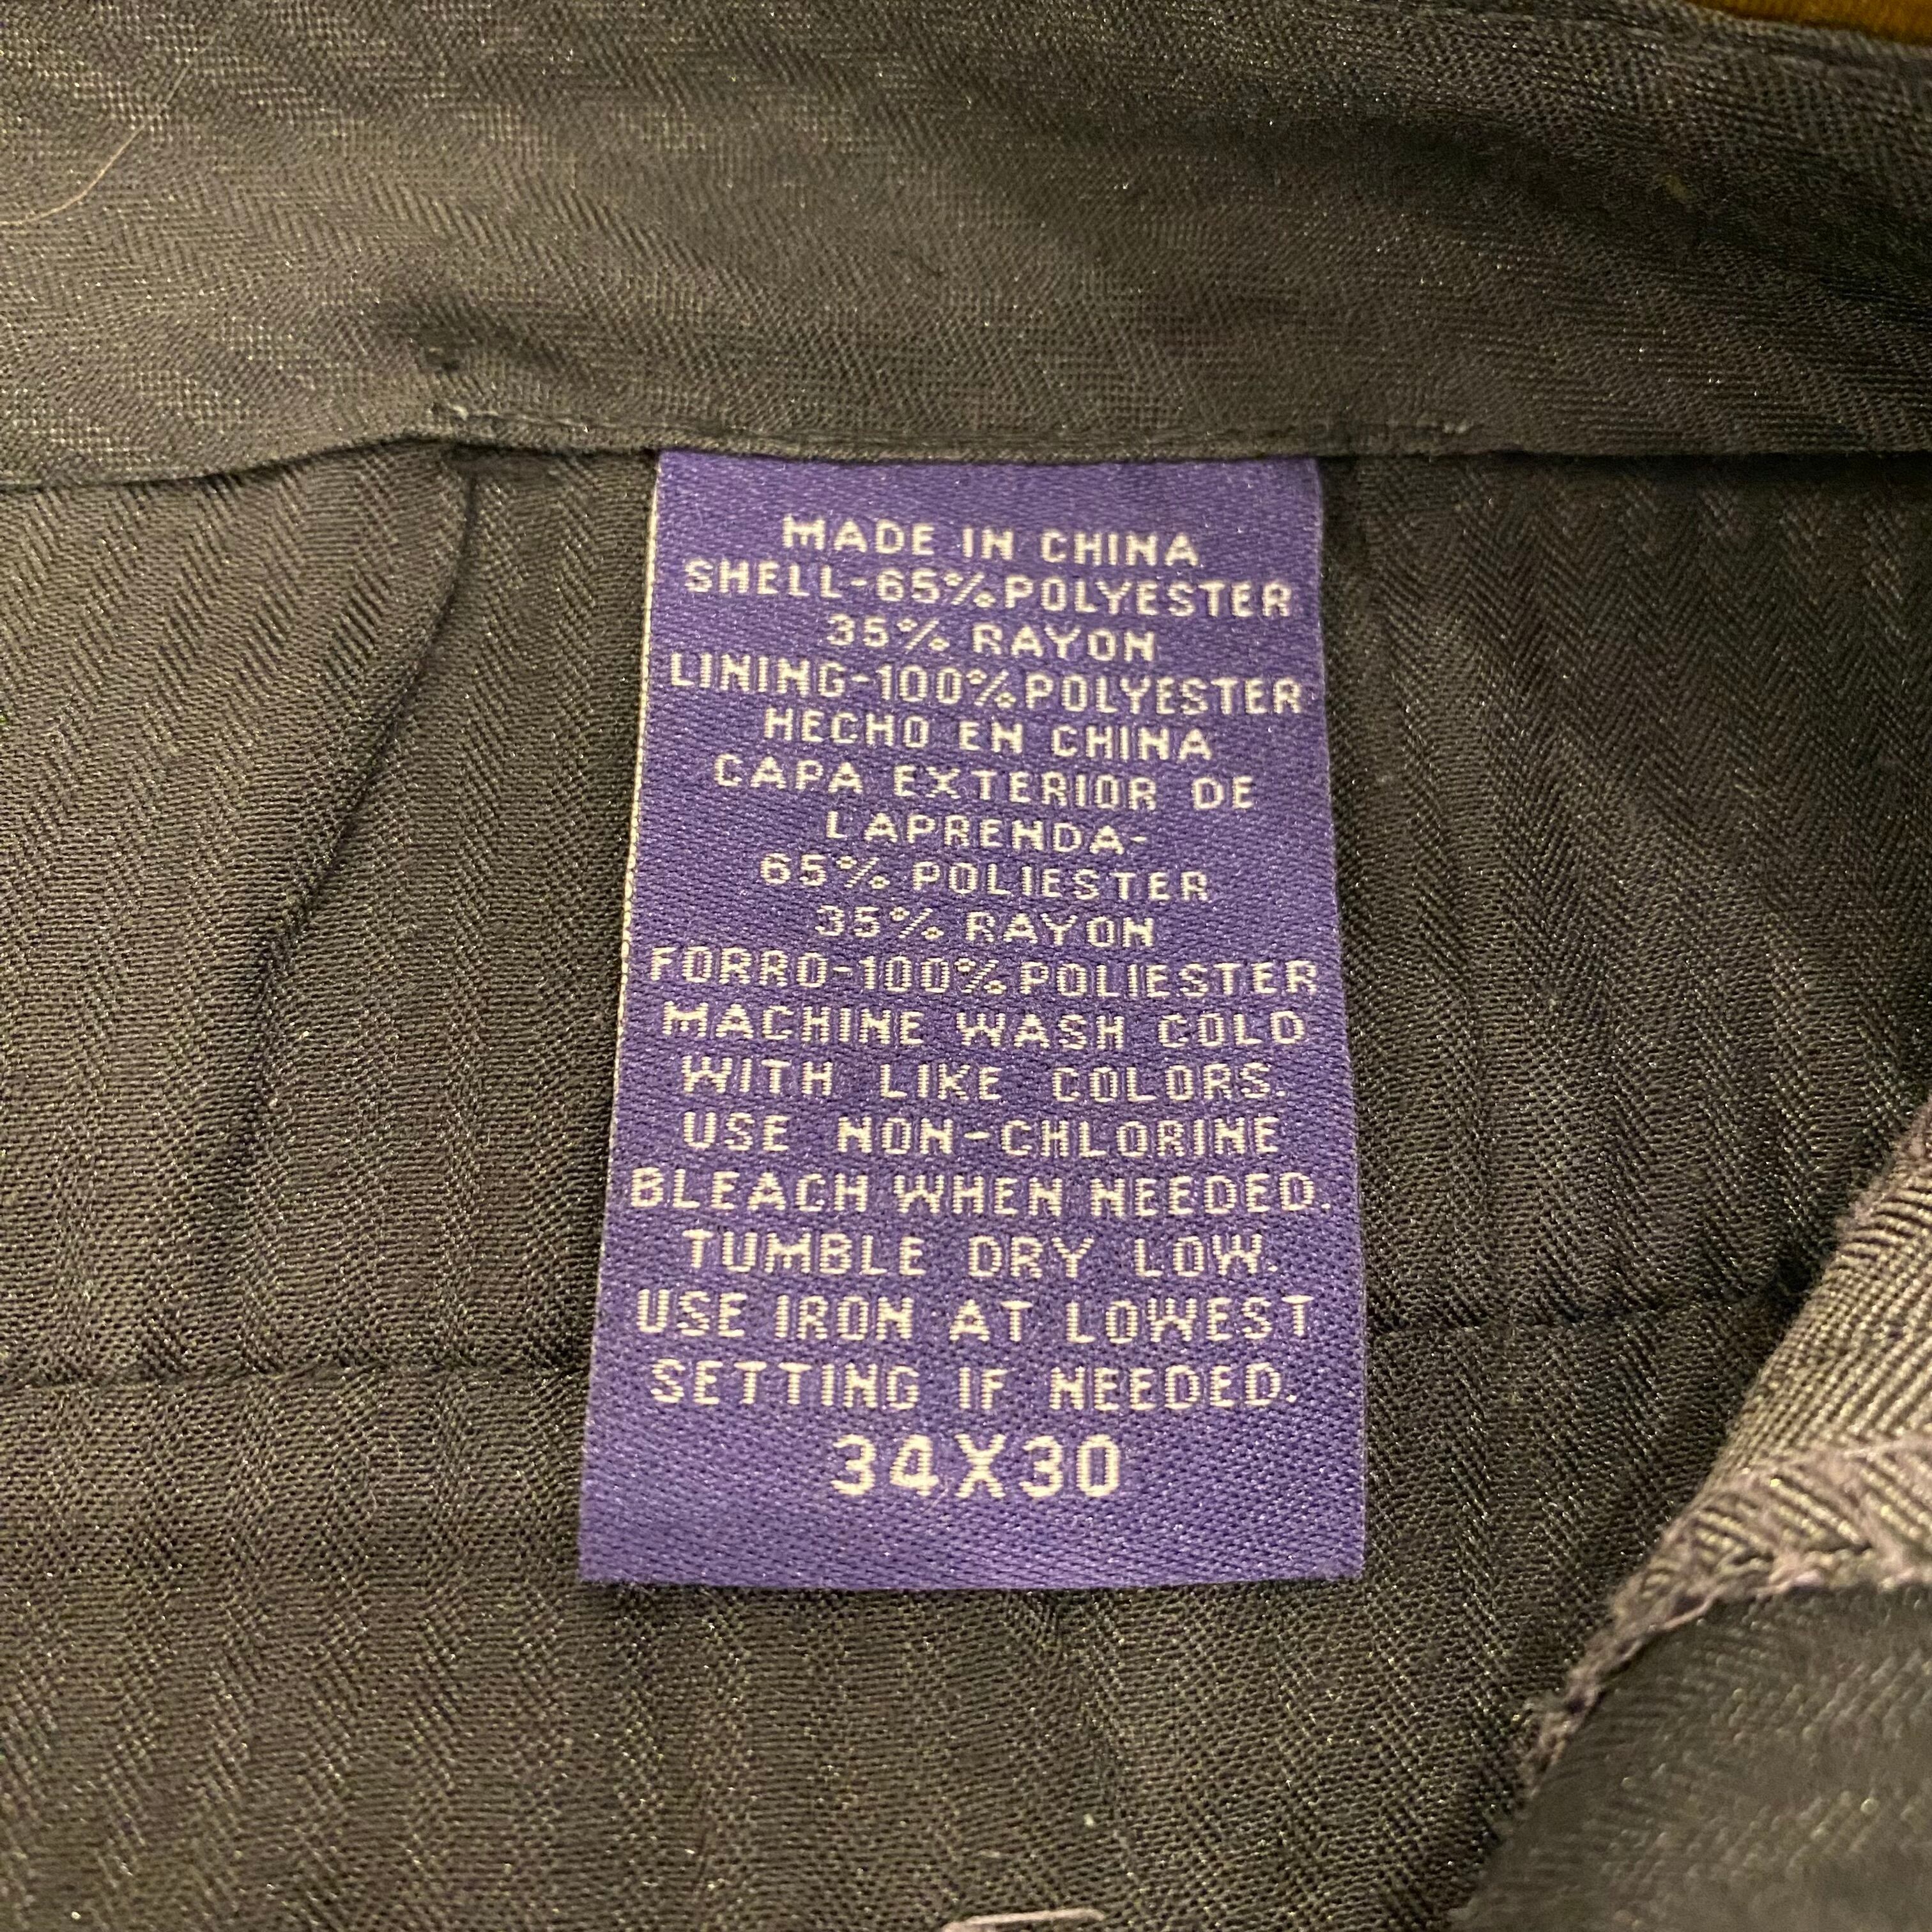 MADE IN CHINA
SHELL-65%POLYESTER
35% RAYON
LINING-100%POLYESTER
HECHO EN CHINA
CAPA EXTERIOR DE
L'APRENDA-
65% POLIESTER
35% RAYON
FORRO-100%POLIESTER
MACHINE WASH COLD
WITH LIKE COLORS.
USE NON-CHLORINE
BLEACH WHEN NEEDED.
TUMBLE DRY LOW.
USE IRON AT LOWEST
SETTING IF NEEDED.
34X30